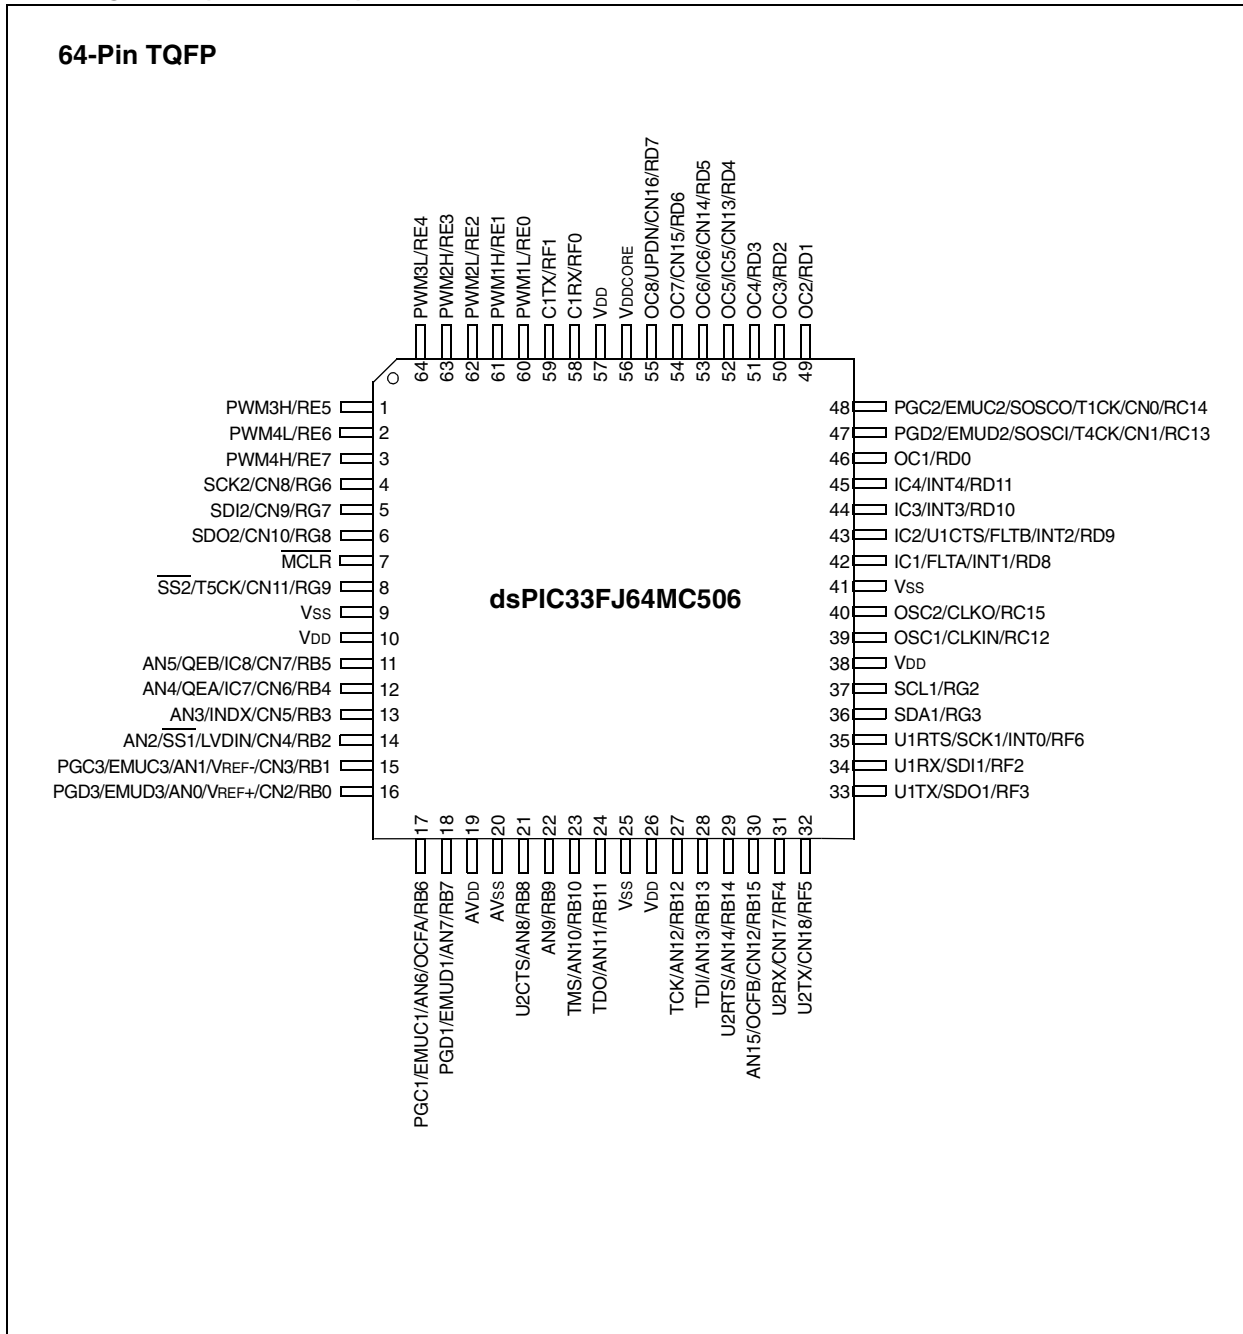 64-Pin TQFP
PWM3L/RE4
PWM2H/RE3
PWM2L/RE2
PWM1H/RE1
PWM1L/RE0
C1TX/RF1
C1RX/RF0
VDD
VDDCORE
OC8/UPDN/CN16/RD7
OC7/CN15/RD6
OC6/IC6/CN14/RD5
OC5/IC5/CN13/RD4
OC4/RD3
OC3/RD2
OC2/RD1
64 63 62 61 60 59 58 57 56 55 54 53 52 51 50 49
PWM3H/RE5 1
PWM4L/RE6 2
PWM4H/RE7 3
SCK2/CN8/RG6 4
SDI2/CN9/RG7 5
SDO2/CN10/RG8 6
MCLR 7
SS2/T5CK/CN11/RG9 8
VSS 9
VDD 10
AN5/QEB/IC8/CN7/RB5 11
AN4/QEA/IC7/CN6/RB4 12
AN3/INDX/CN5/RB3 13
AN2/SS1/LVDIN/CN4/RB2 14
PGC3/EMUC3/AN1/VREF-/CN3/RB1 15
PGD3/EMUD3/AN0/VREF+/CN2/RB0 16
dsPIC33FJ64MC506
48 PGC2/EMUC2/SOSCO/T1CK/CN0/RC14
47 PGD2/EMUD2/SOSCI/T4CK/CN1/RC13
46 OC1/RD0
45 IC4/INT4/RD11
44 IC3/INT3/RD10
43 IC2/U1CTS/FLTB/INT2/RD9
42 IC1/FLTA/INT1/RD8
41 VSS
40 OSC2/CLKO/RC15
39 OSC1/CLKIN/RC12
38 VDD
37 SCL1/RG2
36 SDA1/RG3
35 U1RTS/SCK1/INT0/RF6
34 U1RX/SDI1/RF2
33 U1TX/SDO1/RF3
17 18 19 20 21 22 23 24 25 26 27 28 29 30 31 32
PGC1/EMUC1/AN6/OCFA/RB6
PGD1/EMUD1/AN7/RB7
AVDD
AVSS
U2CTS/AN8/RB8
AN9/RB9
TMS/AN10/RB10
TDO/AN11/RB11
VSS
VDD
TCK/AN12/RB12
TDI/AN13/RB13
U2RTS/AN14/RB14
AN15/OCFB/CN12/RB15
U2RX/CN17/RF4
U2TX/CN18/RF5